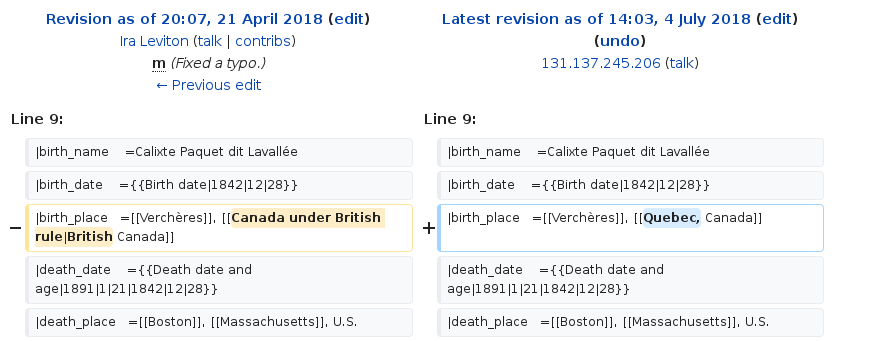 Revision as of 20:07, 21 April 2018 (edit)
Ira Leviton (talk | contribs)
m (Fixed a typo.)
← Previous edit
Latest revision as of 14:03, 4 July 2018 (edit)
(undo)
131.137.245.206 (talk)
Line 9:
Line 9:
|birth_name =Calixte Paquet dit Lavallée
|birth_name =Calixte Paquet dit Lavallée
|birth_date ={{Birth date|1842|12|28}}
|birth_date ={{Birth date|1842|12|28}}
− |birth_place =[[Verchères]], [[Canada under British
rule|British Canada]]
+ |birth_place =[[Verchères]], [[Quebec, Canada]]
|death_date ={{Death date and
age|1891|1|21|1842|12|28}}
|death_date ={{Death date and
age|1891|1|21|1842|12|28}}
|death_place =[[Boston]], [[Massachusetts]], U.S.
|death_place =[[Boston]], [[Massachusetts]], U.S.